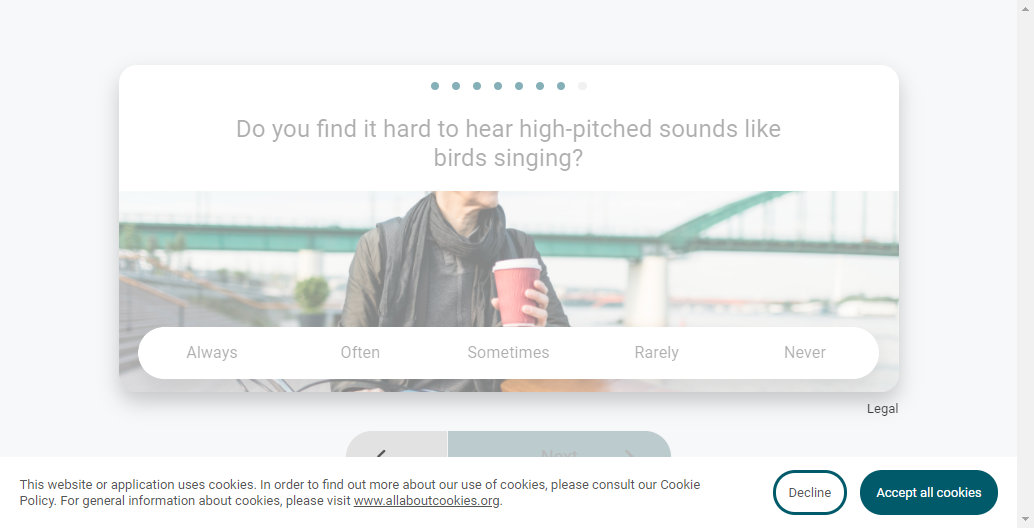 Do you find it hard to hear high-pitched sounds like
birds singing?
Always Often Sometimes Rarely Never
Legal
Next
This website or application uses cookies. In order to find out more about our use of cookies, please consult our Cookie
Policy. For general information about cookies, please visit www.allaboutcookies.org.
Decline Accept all cookies